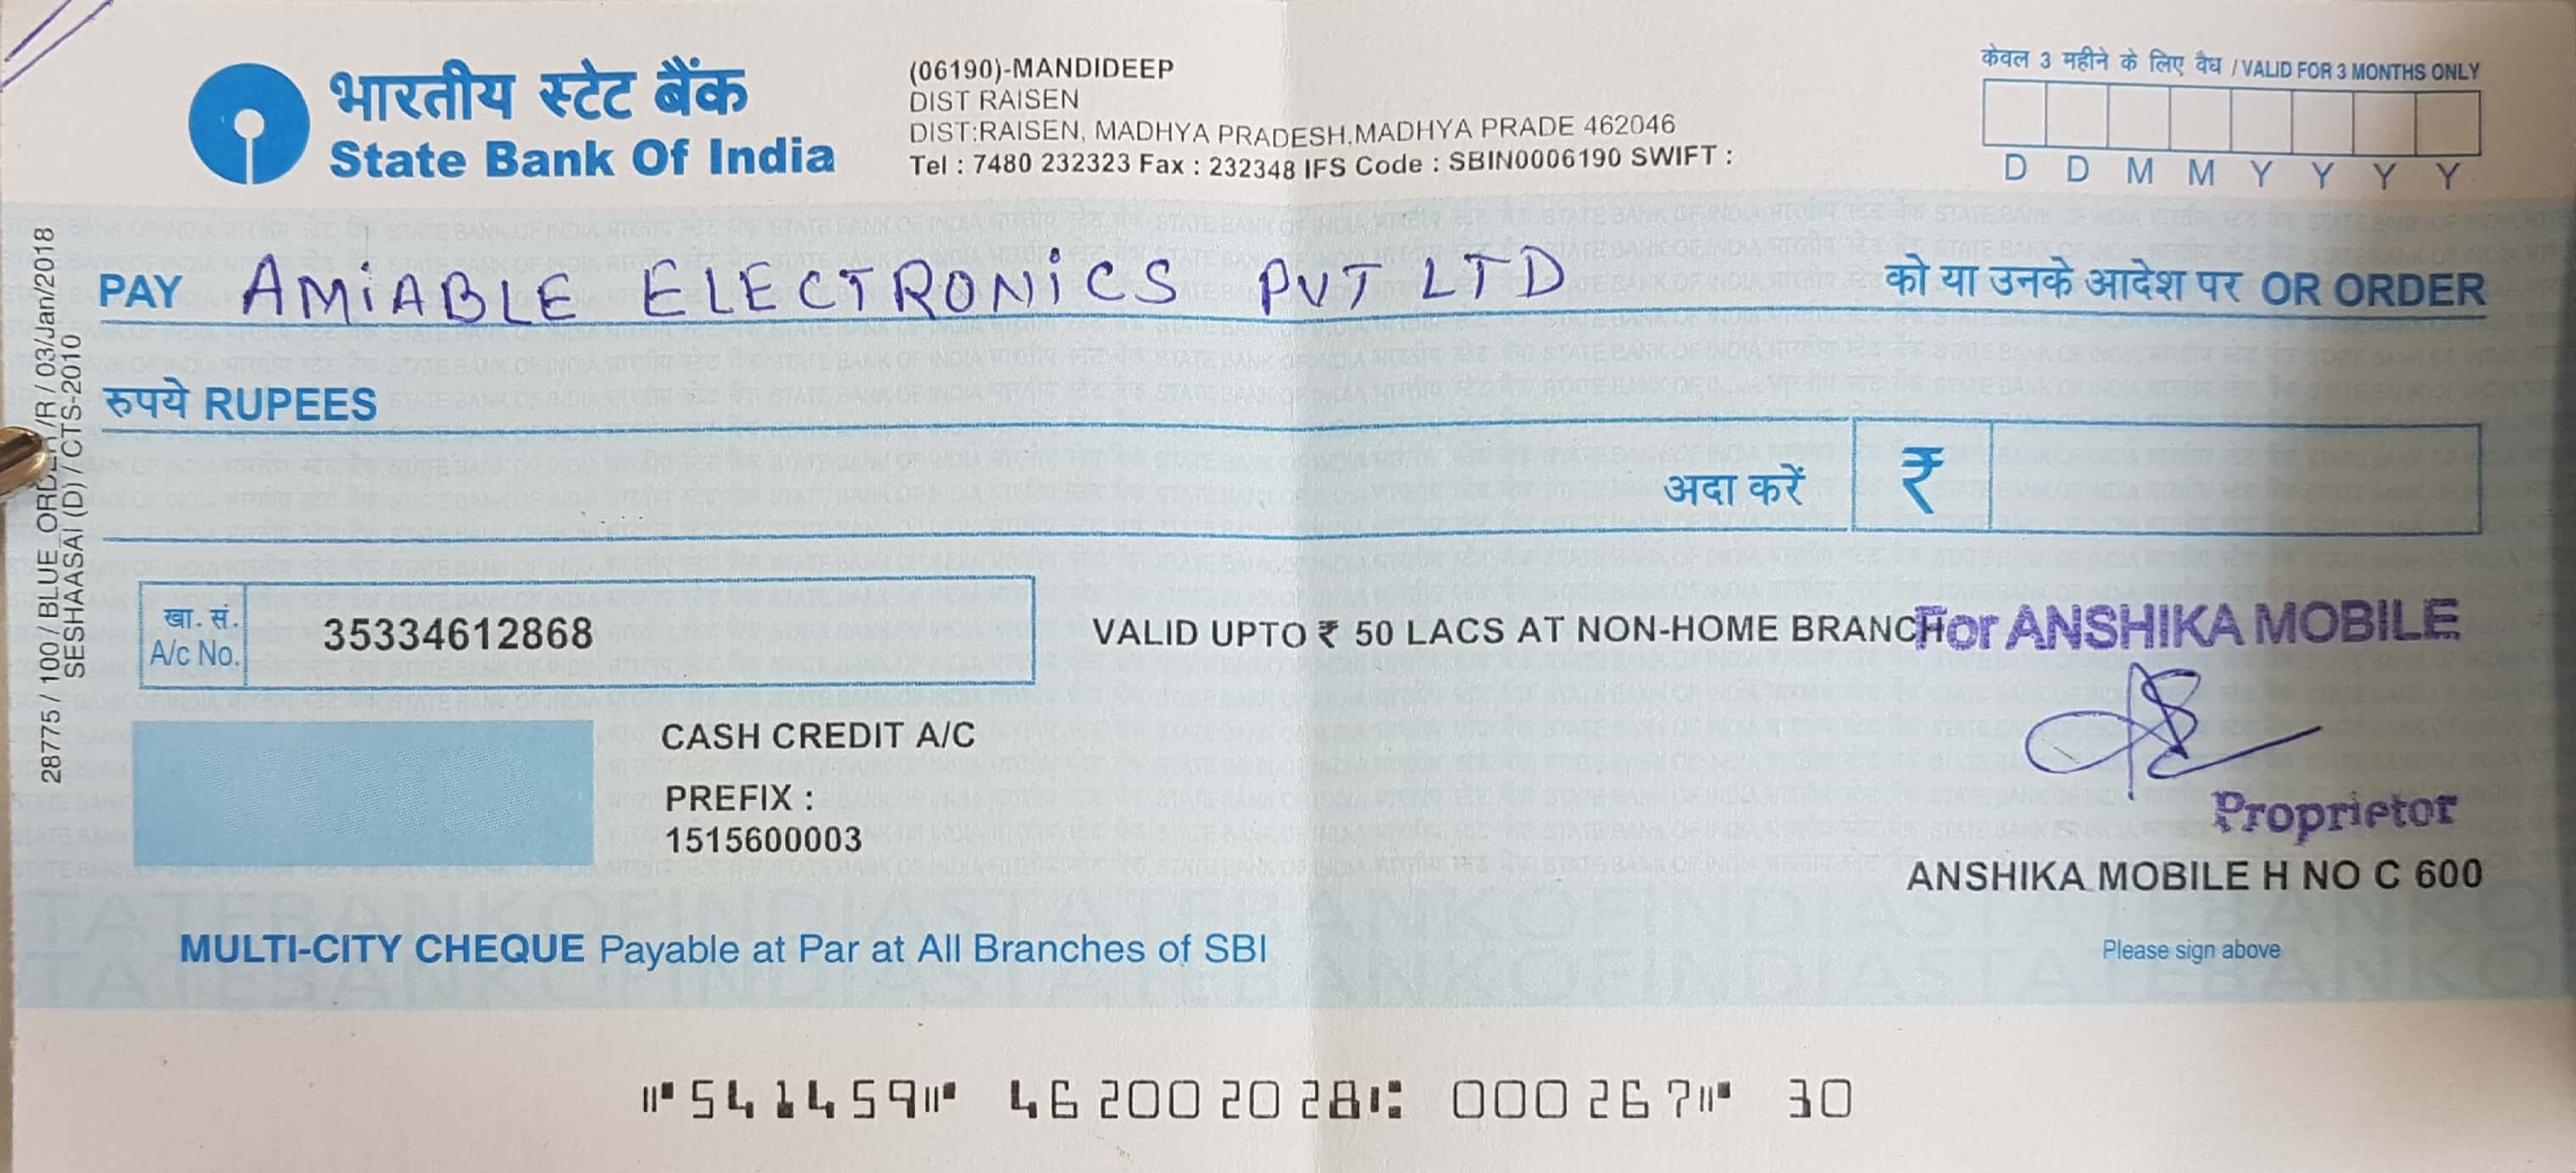 भारतीय स्टेट बैंक
State Bank Of India
(06190)-MANDIDEEP
DIST RAISEN
DIST:RAISEN, MADHYA PRADESH,MADHYA PRADE 462046
Tel : 7480 232323 Fax : 232348 IFS Code : SBIN0006190 SWIFT :
केवल 3 महीने के लिए वैध / VALID FOR 3 MONTHS ONLY
D D M M Y Y Y Y
PAY AMiABLE ELECTRONiCS PVT LTD को या उनके आदेश पर OR ORDER
रुपये RUPEES
अदा करें ₹
खा. सं.
A/c No. 35334612868
VALID UPTO ₹ 50 LACS AT NON-HOME BRANCH
For ANSHIKA MOBILE
CASH CREDIT A/C
PREFIX :
1515600003
Proprietor
ANSHIKA MOBILE H NO C 600
MULTI-CITY CHEQUE Payable at Par at All Branches of SBI
Please sign above
541459 462002028 000267 30
28775 / 100 / BLUE_ORDER /R / 03/Jan/2018
SESHAASAI (D) / CTS-2010